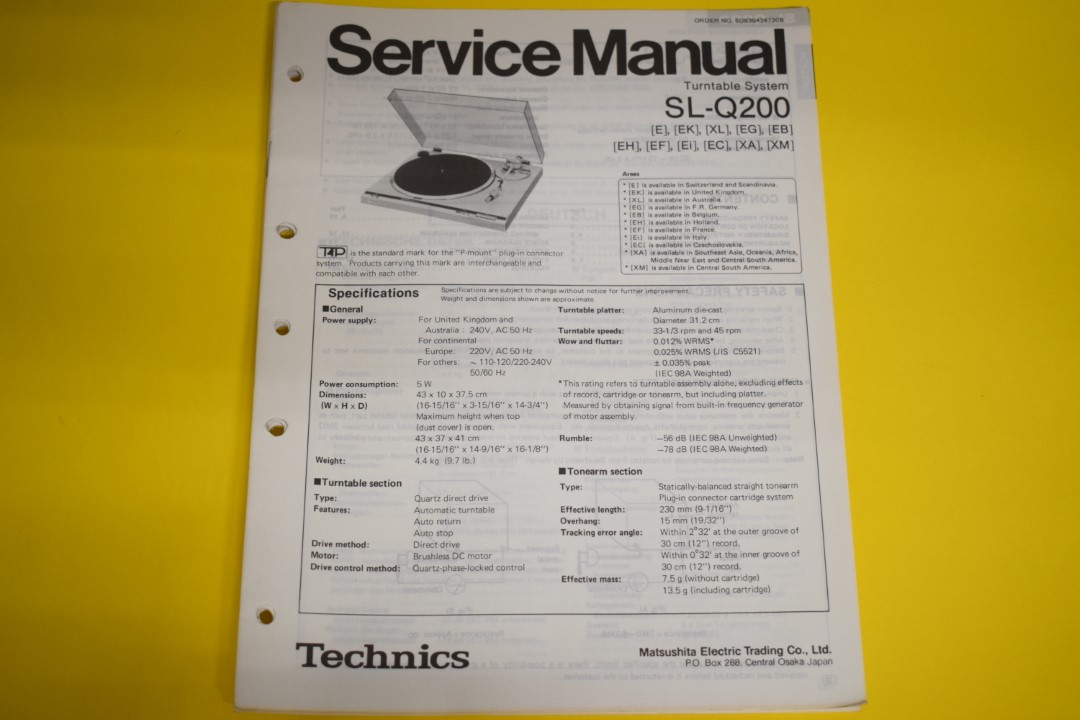 ORDER NO.
Service Manual
Turntable System
SL-Q200
[E], [EK], [XL], [EG], [EB]
[EH], [EF], [Ei], [EC], [XA], [XM]
Areas
* [E] is available in Switzerland and Scandinavia.
* [EK] is available in United Kingdom.
* [XL] is available in Australia.
* [EG] is available in F.R. Germany.
* [EB] is available in Belgium.
* [EH] is available in Holland.
* [EF] is available in France.
* [Ei] is available in Italy.
* [EC] is available in Czechoslovakia.
* [XA] is available in Southeast Asia, Oceania, Africa,
Middle Near East and Central South America.
* [XM] is available in Central South America.
T4P is the standard mark for the "P-mount" plug-in connector
system. Products carrying this mark are interchangeable and
compatible with each other.
Specifications
Specifications are subject to change without notice for further improvement.
Weight and dimensions shown are approximate.
■General
Power supply: For United Kingdom and
Australia : 240V, AC 50 Hz
For continental
Europe: 220V, AC 50 Hz
For others: ~ 110-120/220-240V
50/60 Hz
Power consumption: 5 W
Dimensions: 43 x 10 x 37.5 cm
(W x H x D) (16-15/16" x 3-15/16" x 14-3/4")
Maximum height when top
(dust cover) is open.
43 x 37 x 41 cm
(16-15/16" x 14-9/16" x 16-1/8")
Weight: 4.4 kg (9.7 lb.)
■Turntable section
Type: Quartz direct drive
Features: Automatic turntable
Auto return
Auto stop
Drive method: Direct drive
Motor: Brushless DC motor
Drive control method: Quartz-phase-locked control
Turntable platter: Aluminum die-cast
Diameter 31.2 cm
Turntable speeds: 33-1/3 rpm and 45 rpm
Wow and flutter: 0.012% WRMS*
0.025% WRMS (JIS C5521)
± 0.035% peak
(IEC 98A Weighted)
*This rating refers to turntable assembly alone, excluding effects
of record, cartridge or tonearm, but including platter.
Measured by obtaining signal from built-in frequency generator
of motor assembly.
Rumble: −56 dB (IEC 98A Unweighted)
−78 dB (IEC 98A Weighted)
■Tonearm section
Type: Statically-balanced straight tonearm
Plug-in connector cartridge system
Effective length: 230 mm (9-1/16")
Overhang: 15 mm (19/32")
Tracking error angle: Within 2°32' at the outer groove of
30 cm (12") record.
Within 0°32' at the inner groove of
30 cm (12") record.
Effective mass: 7.5 g (without cartridge)
13.5 g (including cartridge)
Technics
Matsushita Electric Trading Co., Ltd.
P.O. Box 288, Central Osaka Japan